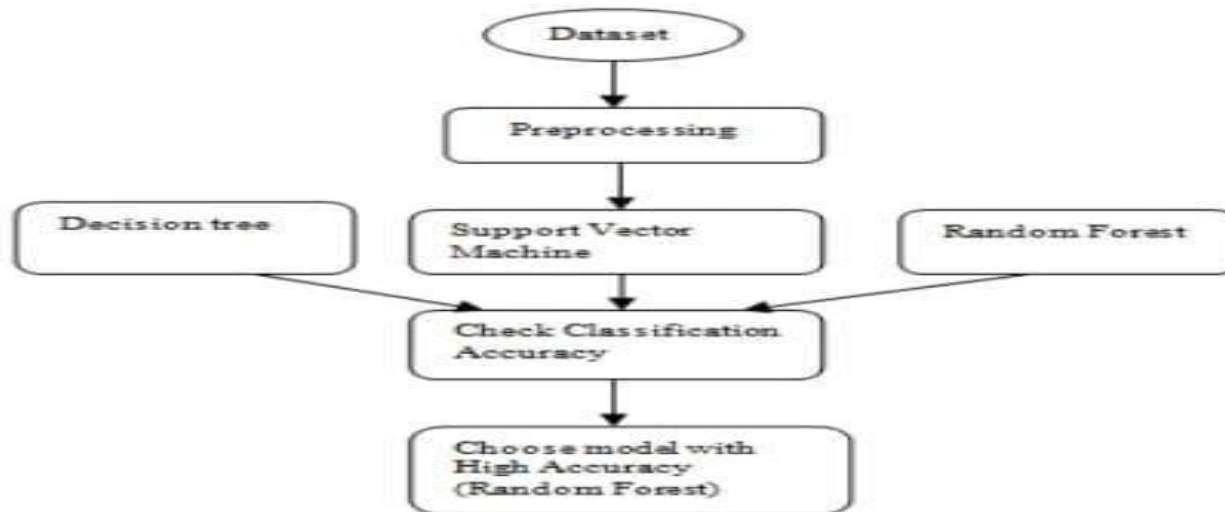 Dataset
Preprocessing
Decision tree
Support Vector
Machine
Random Forest
Check Classification
Accuracy
Choose model with
High Accuracy
(Random Forest)